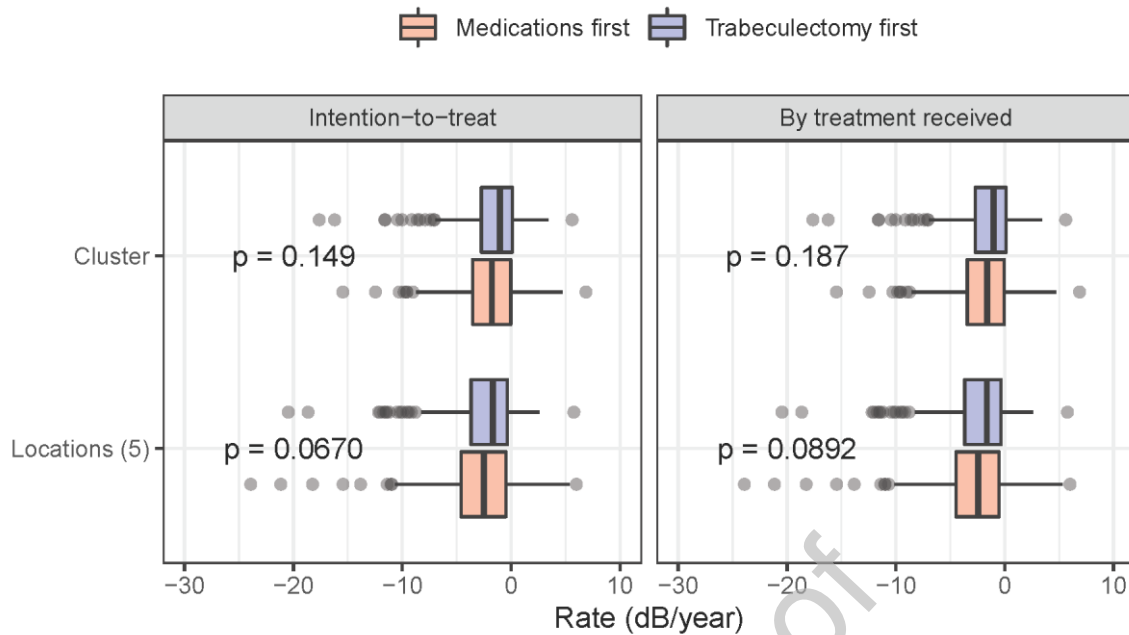 Medications first Trabeculectomy first
Intention−to−treat By treatment received
Cluster
p = 0.149 p = 0.187
Locations (5)
p = 0.0670 p = 0.0892
−30 −20 −10 0 10 −30 −20 −10 0 10
Rate (dB/year)
of